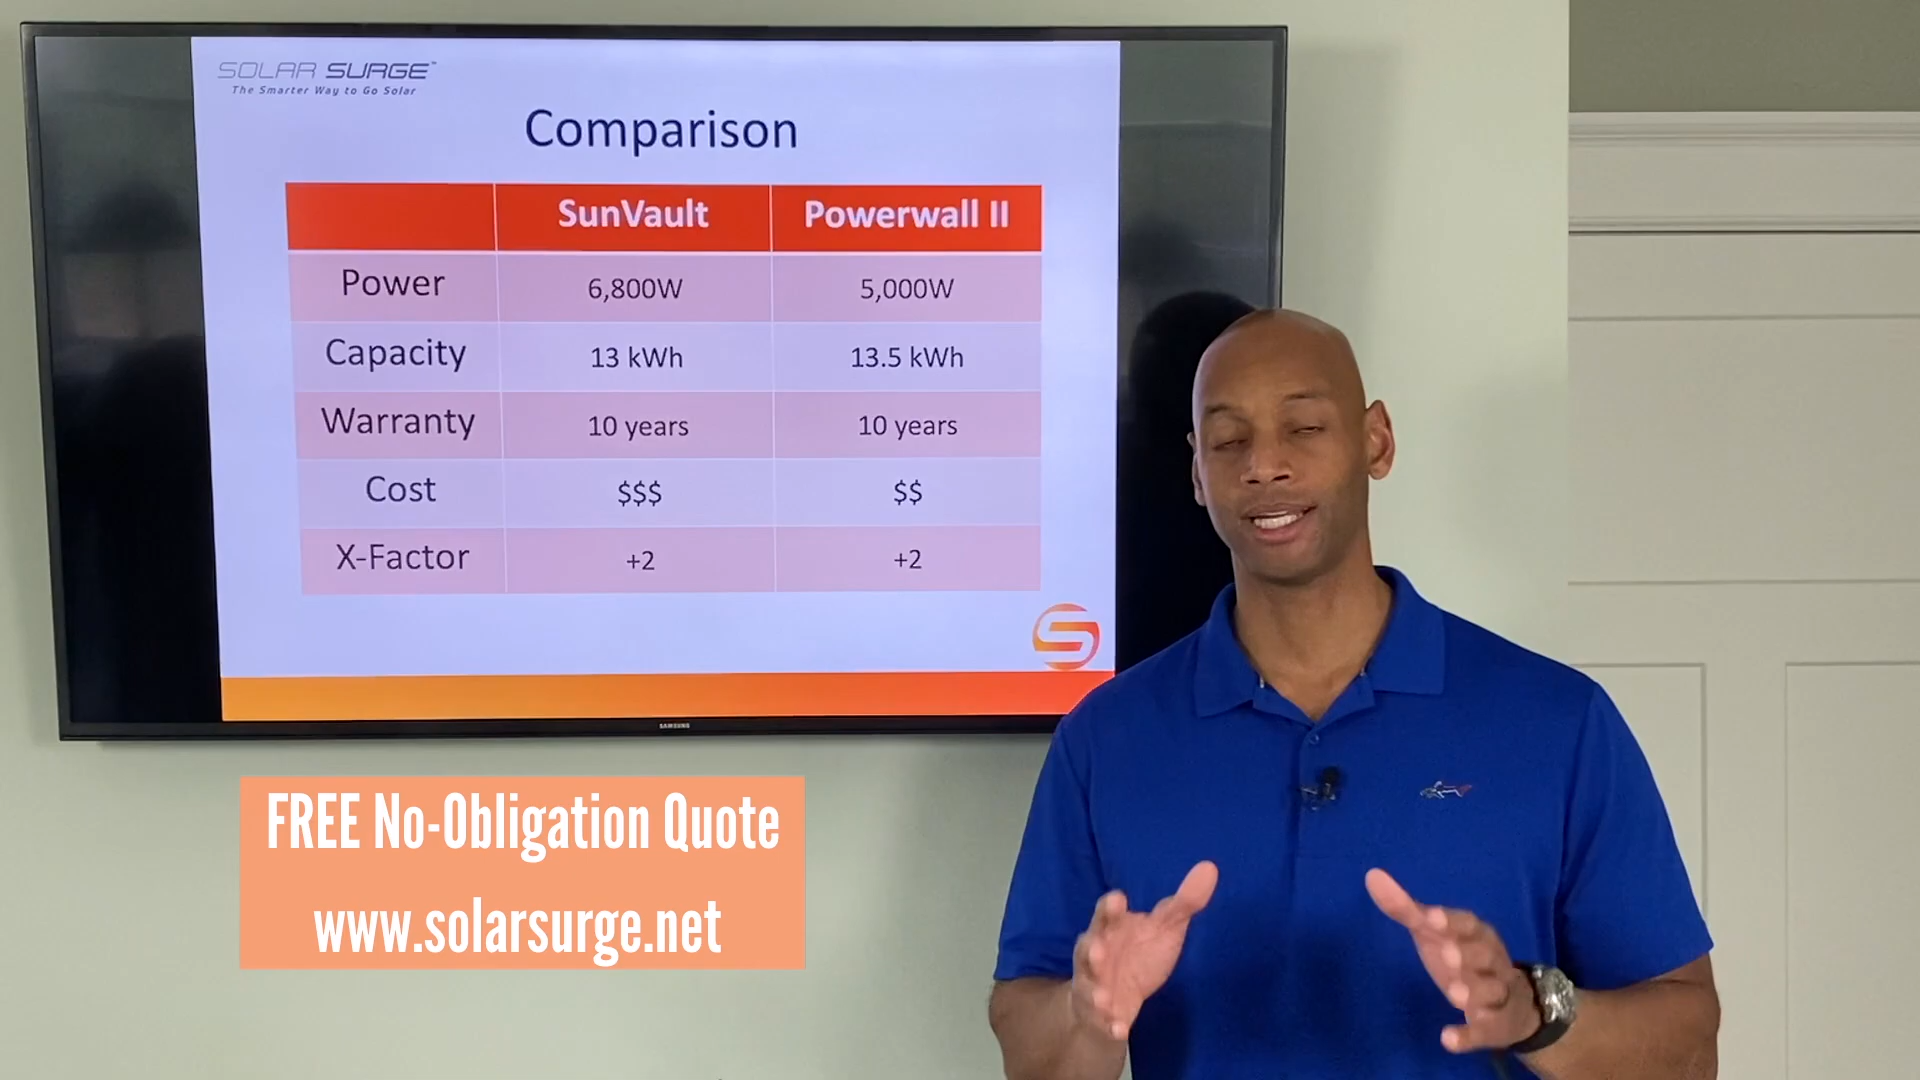 SOLAR SURGE™
The Smarter Way to Go Solar
Comparison
SunVault Powerwall II
Power 6,800W 5,000W
Capacity 13 kWh 13.5 kWh
Warranty 10 years 10 years
Cost $$$ $$
X-Factor +2 +2
S
SAMSUNG
FREE No-Obligation Quote
www.solarsurge.net